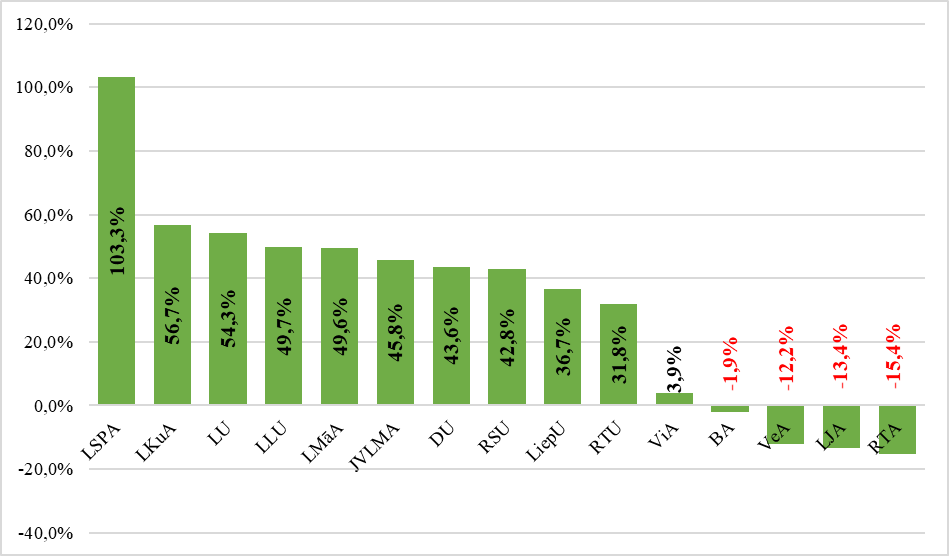 120,0%
100,0%
80,0%
60,0%
40,0%
20,0%
0,0%
-20,0%
-40,0%
103,3%
56,7%
54,3%
49,7%
49,6%
45,8%
43,6%
42,8%
36,7%
31,8%
3,9%
-1,9%
-12,2%
-13,4%
-15,4%
LSPA
LKuA
LU
LLU
LMāA
JVLMA
DU
RSU
LiepU
RTU
ViA
BA
VeA
LJA
RTA